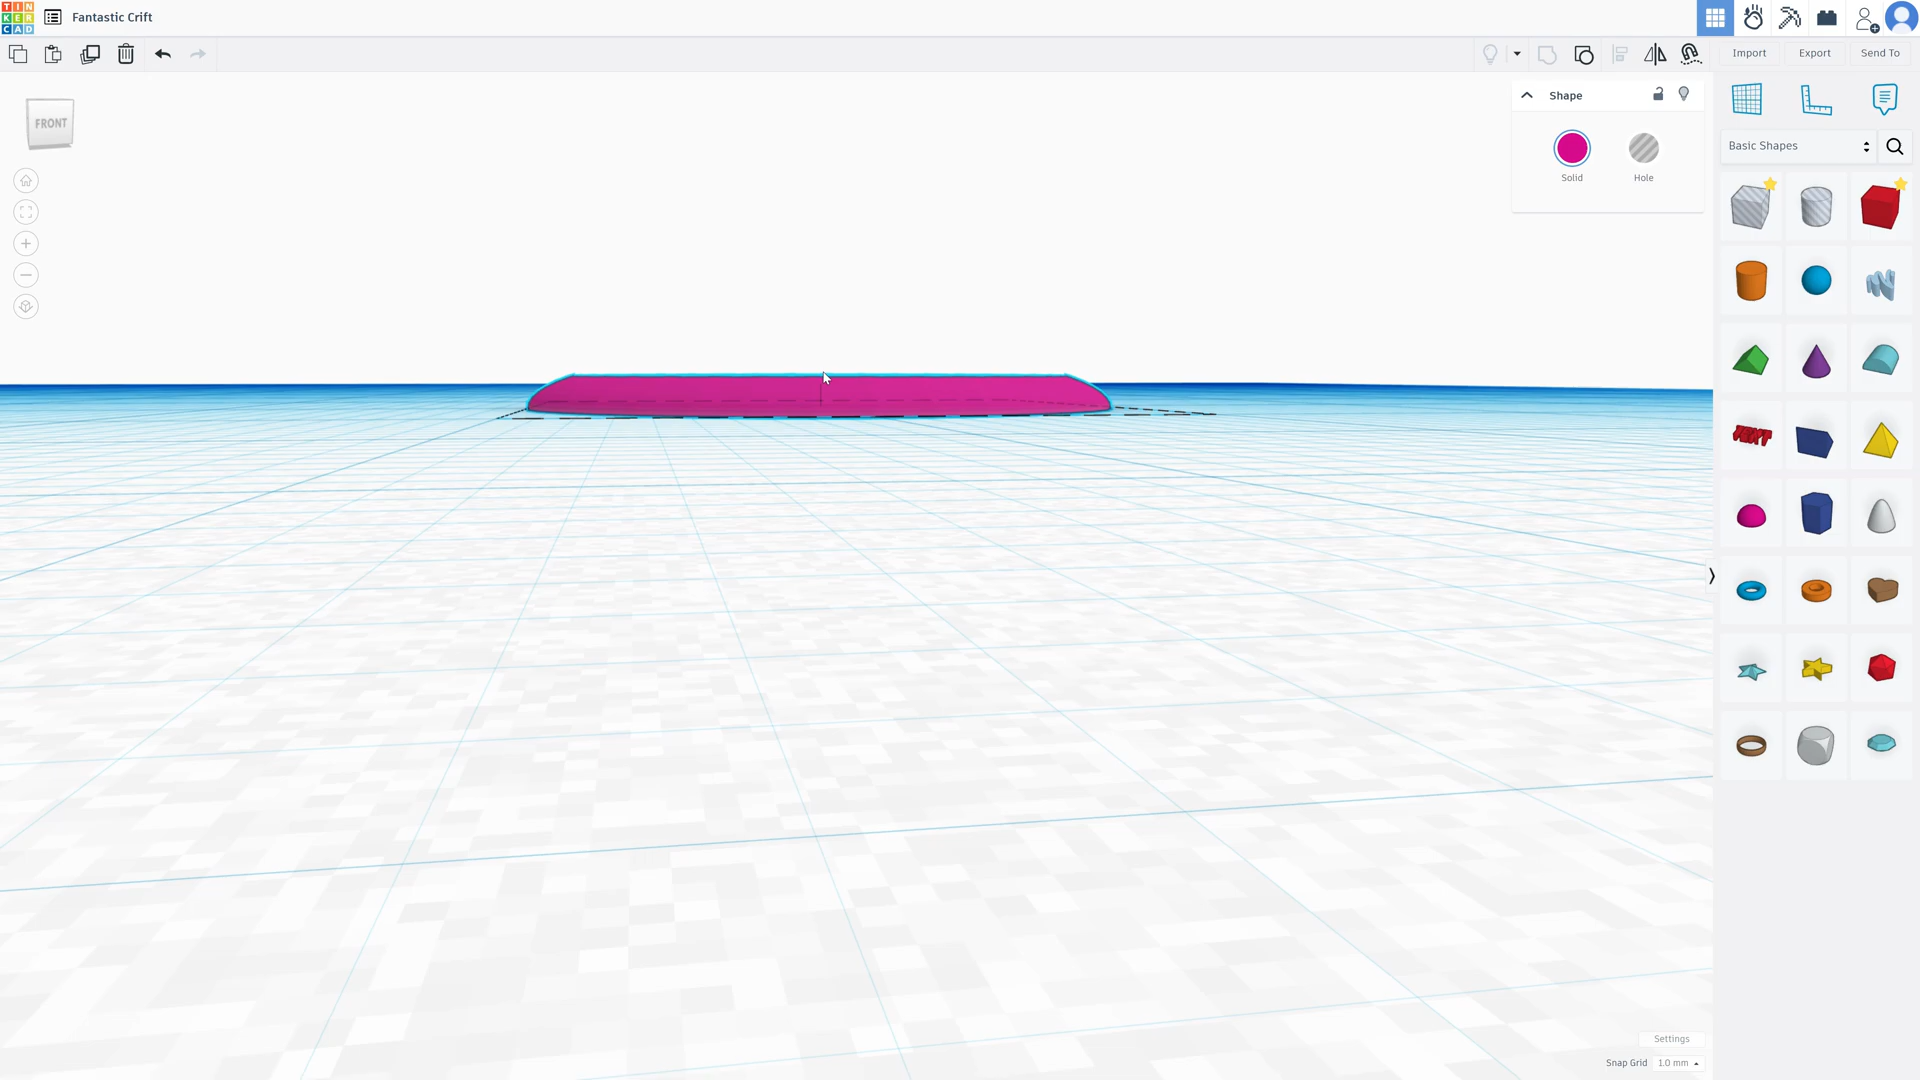 TIN
KER
CAD
Fantastic Crift
Import
Export
Send To
FRONT
Shape
Solid
Hole
Basic Shapes
TEXT
Settings
Snap Grid
1.0 mm